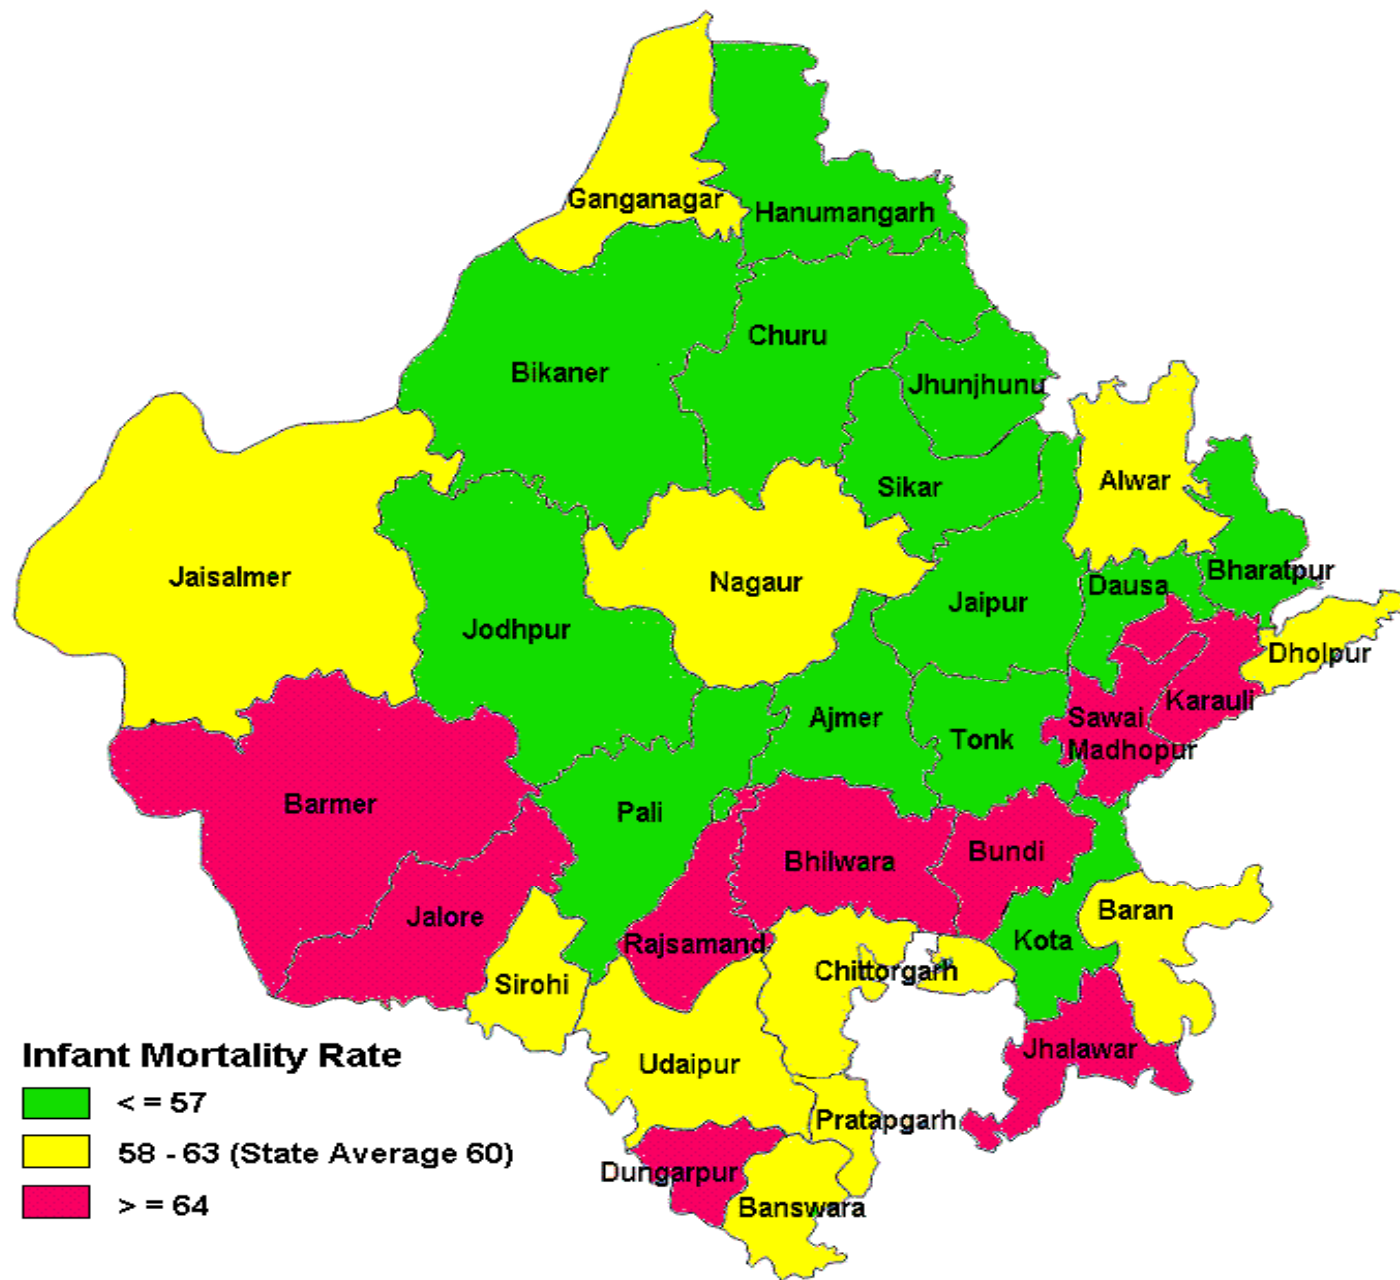 Ganganagar
Hanumangarh
Churu
Bikaner
Jhunjhunu
Sikar
Alwar
Jaisalmer
Nagaur
Bharatpur
Dausa
Jaipur
Jodhpur
Dholpur
Karauli
Ajmer
Sawai
Madhopur
Tonk
Barmer
Pali
Bhilwara
Bundi
Baran
Jalore
Rajsamand
Kota
Chittorgarh
Sirohi
Jhalawar
Udaipur
Pratapgarh
Dungarpur
Banswara
Infant Mortality Rate
< = 57
58 - 63 (State Average 60)
> = 64